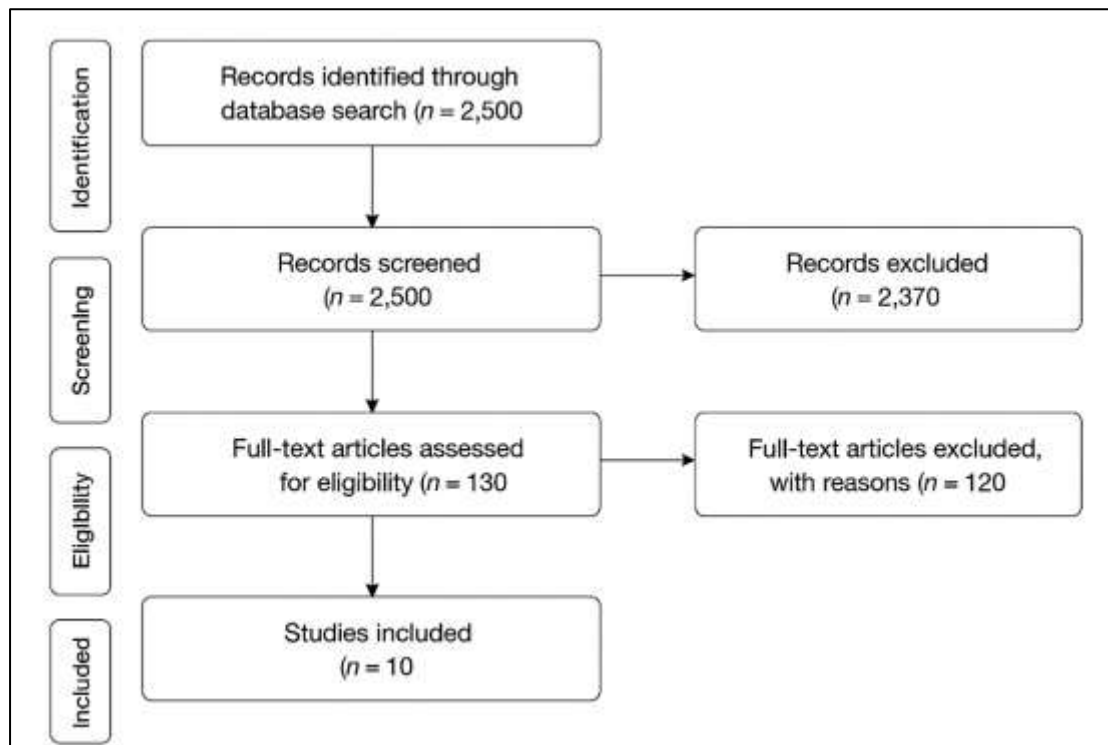 Identification
Records identified through
database search (n = 2,500
Screening
Records screened
(n = 2,500
Records excluded
(n = 2,370
Eligibility
Full-text articles assessed
for eligibility (n = 130
Full-text articles excluded,
with reasons (n = 120
Included
Studies included
(n = 10